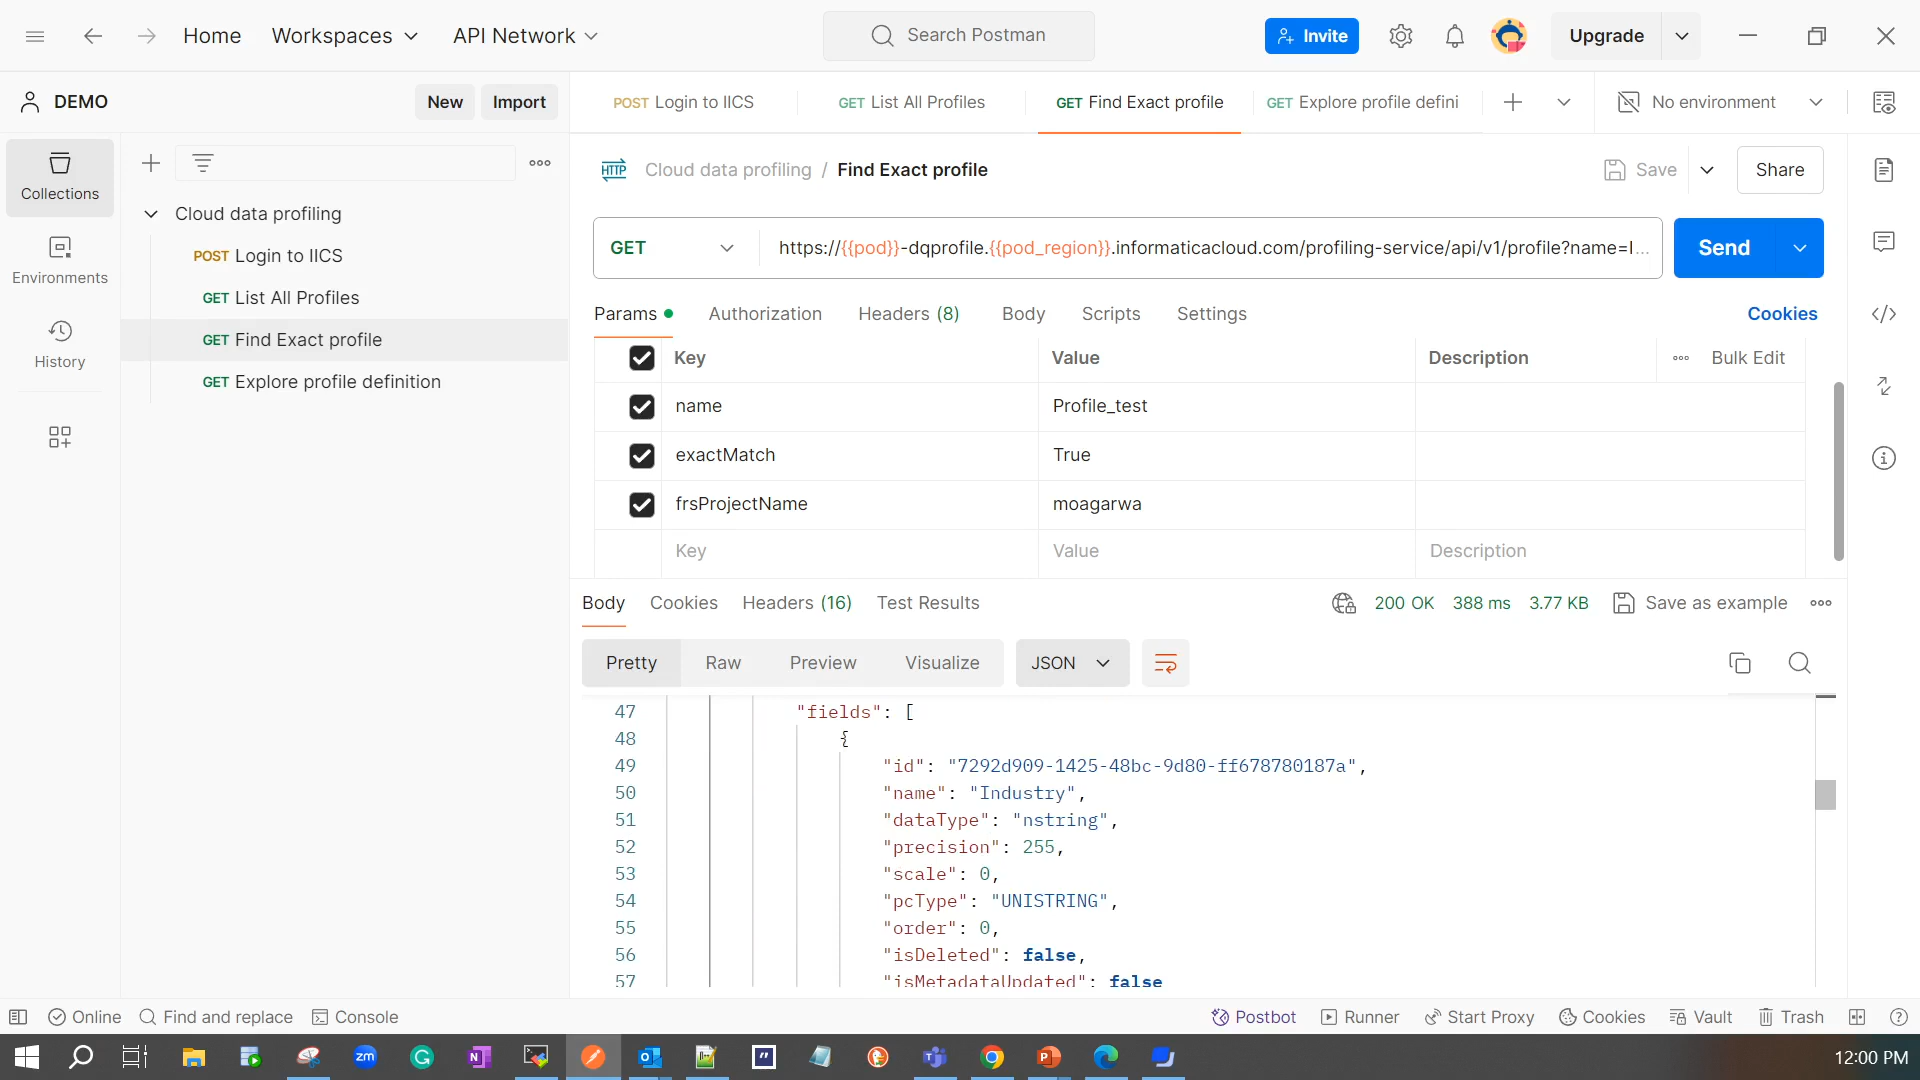 Home
Workspaces
API Network
Search Postman
Invite
Upgrade
DEMO
New
Import
POST Login to IICS
GET List All Profiles
GET Find Exact profile
GET Explore profile defini
No environment
Collections
Environments
History
Cloud data profiling
POST Login to IICS
GET List All Profiles
GET Find Exact profile
GET Explore profile definition
HTTP
Cloud data profiling / Find Exact profile
Save
Share
GET
https://{{pod}}-dqprofile.{{pod_region}}.informaticacloud.com/profiling-service/api/v1/profile?name=I...
Send
Params
Authorization
Headers (8)
Body
Scripts
Settings
Cookies
Key Value Description Bulk Edit
name Profile_test
exactMatch True
frsProjectName moagarwa
Key Value Description
Body
Cookies
Headers (16)
Test Results
200 OK
388 ms
3.77 KB
Save as example
Pretty
Raw
Preview
Visualize
JSON
47 "fields": [
48 {
49 "id": "7292d909-1425-48bc-9d80-ff678780187a",
50 "name": "Industry",
51 "dataType": "nstring",
52 "precision": 255,
53 "scale": 0,
54 "pcType": "UNISTRING",
55 "order": 0,
56 "isDeleted": false,
57 "isMetadataUpdated": false
Online
Find and replace
Console
Postbot
Runner
Start Proxy
Cookies
Vault
Trash
zm
12:00 PM